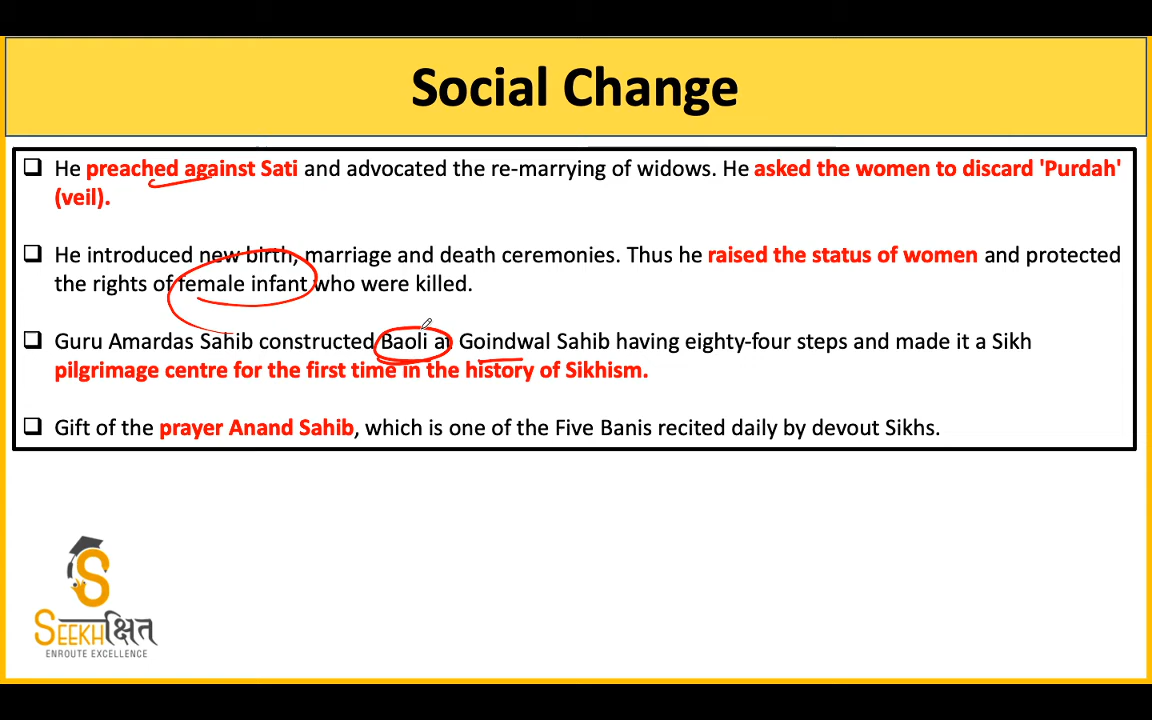 Social Change
He preached against Sati and advocated the re-marrying of widows. He asked the women to discard 'Purdah'
(veil).
He introduced new birth, marriage and death ceremonies. Thus he raised the status of women and protected
the rights of female infant who were killed.
Guru Amardas Sahib constructed Baoli at Goindwal Sahib having eighty-four steps and made it a Sikh
pilgrimage centre for the first time in the history of Sikhism.
Gift of the prayer Anand Sahib, which is one of the Five Banis recited daily by devout Sikhs.
S
SEEKHक्षित
ENROUTE EXCELLENCE